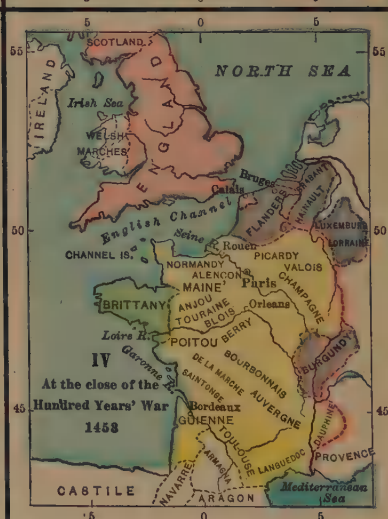 5 0 5
55 55
SCOTLAND
NORTH SEA
IRELAND
Irish Sea
ENGLAND
WELSH
MARCHES
Bruges
Calais
BRABANT
FLANDERS
HAINAULT
50 50
English Channel
LUXEMBURG
LORRAINE
CHANNEL IS.
Seine
Rouen
PICARDY
NORMANDY
VALOIS
ALENCON
Paris
MAINE
CHAMPAGNE
BRITTANY
ANJOU
Orleans
TOURAINE
BLOIS
Loire R.
POITOU
BERRY
BURGUNDY
IV
At the close of the
Hundred Years' War
1453
Garonne R.
BOURBONNAIS
DE LA MARCHE
SAINTONGE
AUVERGNE
45 45
Bordeaux
GUIENNE
DAUPHINE
TOULOUSE
PROVENCE
LANGUEDOC
ARMAGNA
NAVARRE
Mediterranean
Sea
CASTILE
ARAGON
5 0 5